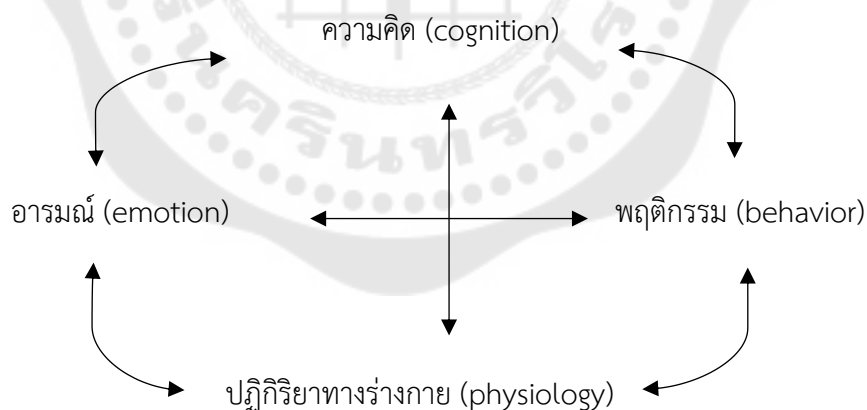 ความคิด (cognition)
อารมณ์ (emotion)
พฤติกรรม (behavior)
ปฏิกิริยาทางร่างกาย (physiology)